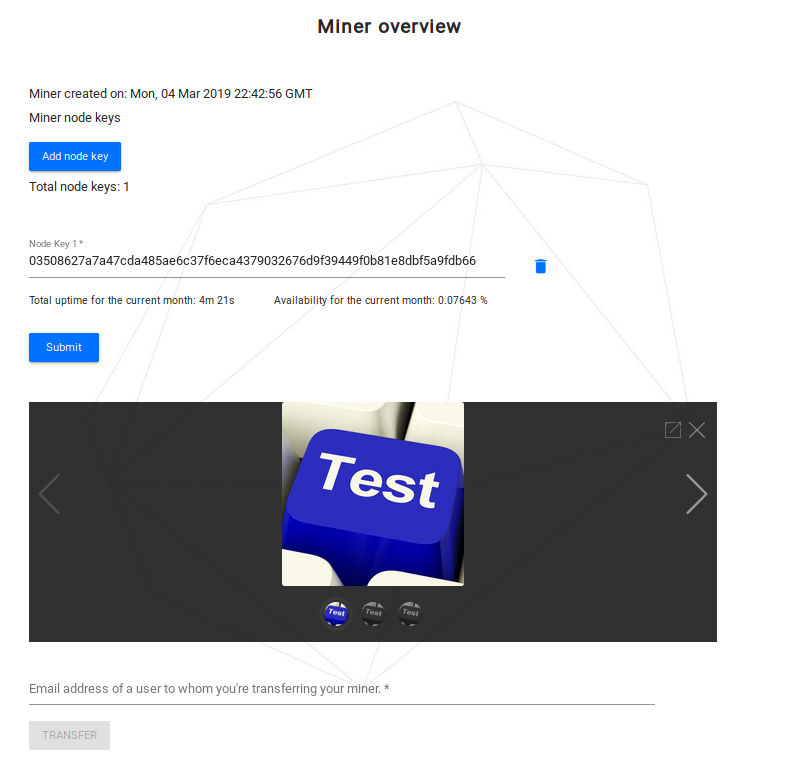 Miner overview
Miner created on: Mon, 04 Mar 2019 22:42:56 GMT
Miner node keys
Add node key
Total node keys: 1
Node Key 1 *
03508627a7a47cda485ae6c37f6eca4379032676d9f39449f0b81e8dbf5a9fdb66
Total uptime for the current month: 4m 21s Availability for the current month: 0.07643 %
Submit
Test
Test Test Test
Email address of a user to whom you're transferring your miner. *
TRANSFER